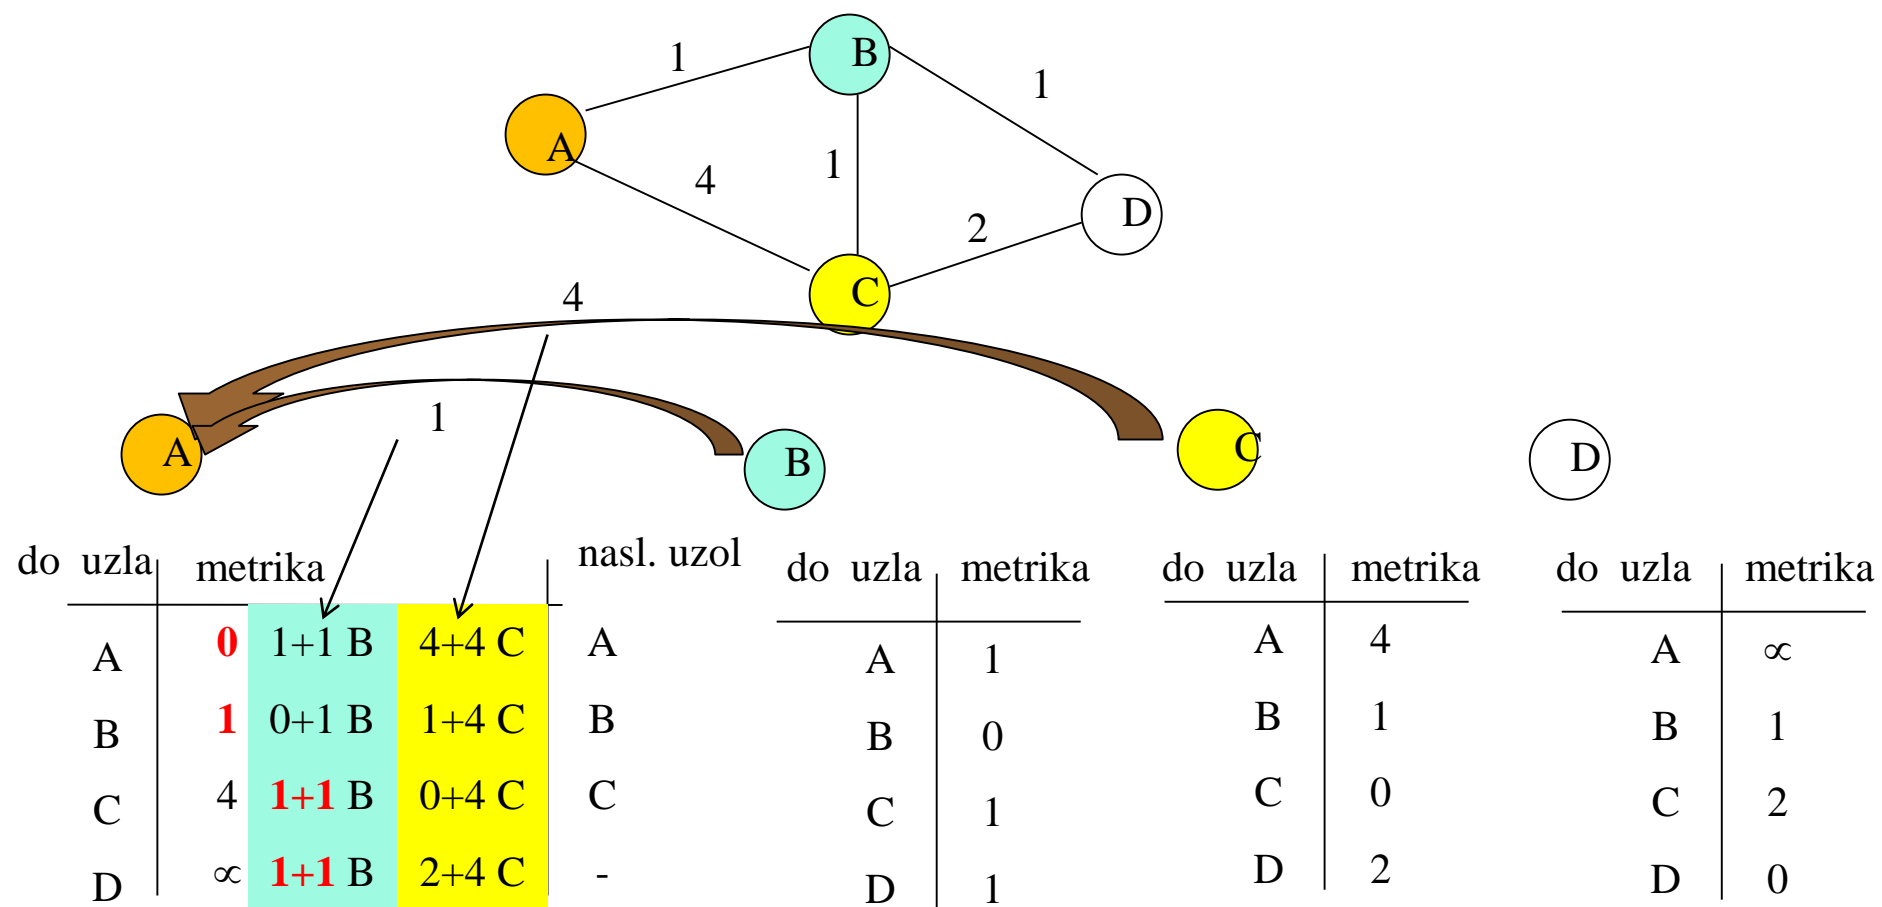 B
1
1
A
1
4
D
2
C
4
1
A
B
C
D
do uzla metrika nasl. uzol
A 0 1+1 B 4+4 C A
B 1 0+1 B 1+4 C B
C 4 1+1 B 0+4 C C
D ∝ 1+1 B 2+4 C -
do uzla metrika
A 1
B 0
C 1
D 1
do uzla metrika
A 4
B 1
C 0
D 2
do uzla metrika
A ∝
B 1
C 2
D 0